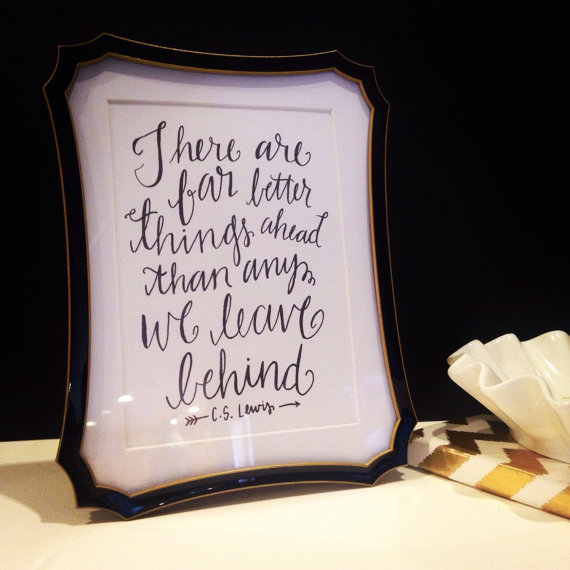 There are
far better
things ahead
than any
we leave
behind
C.S. Lewis